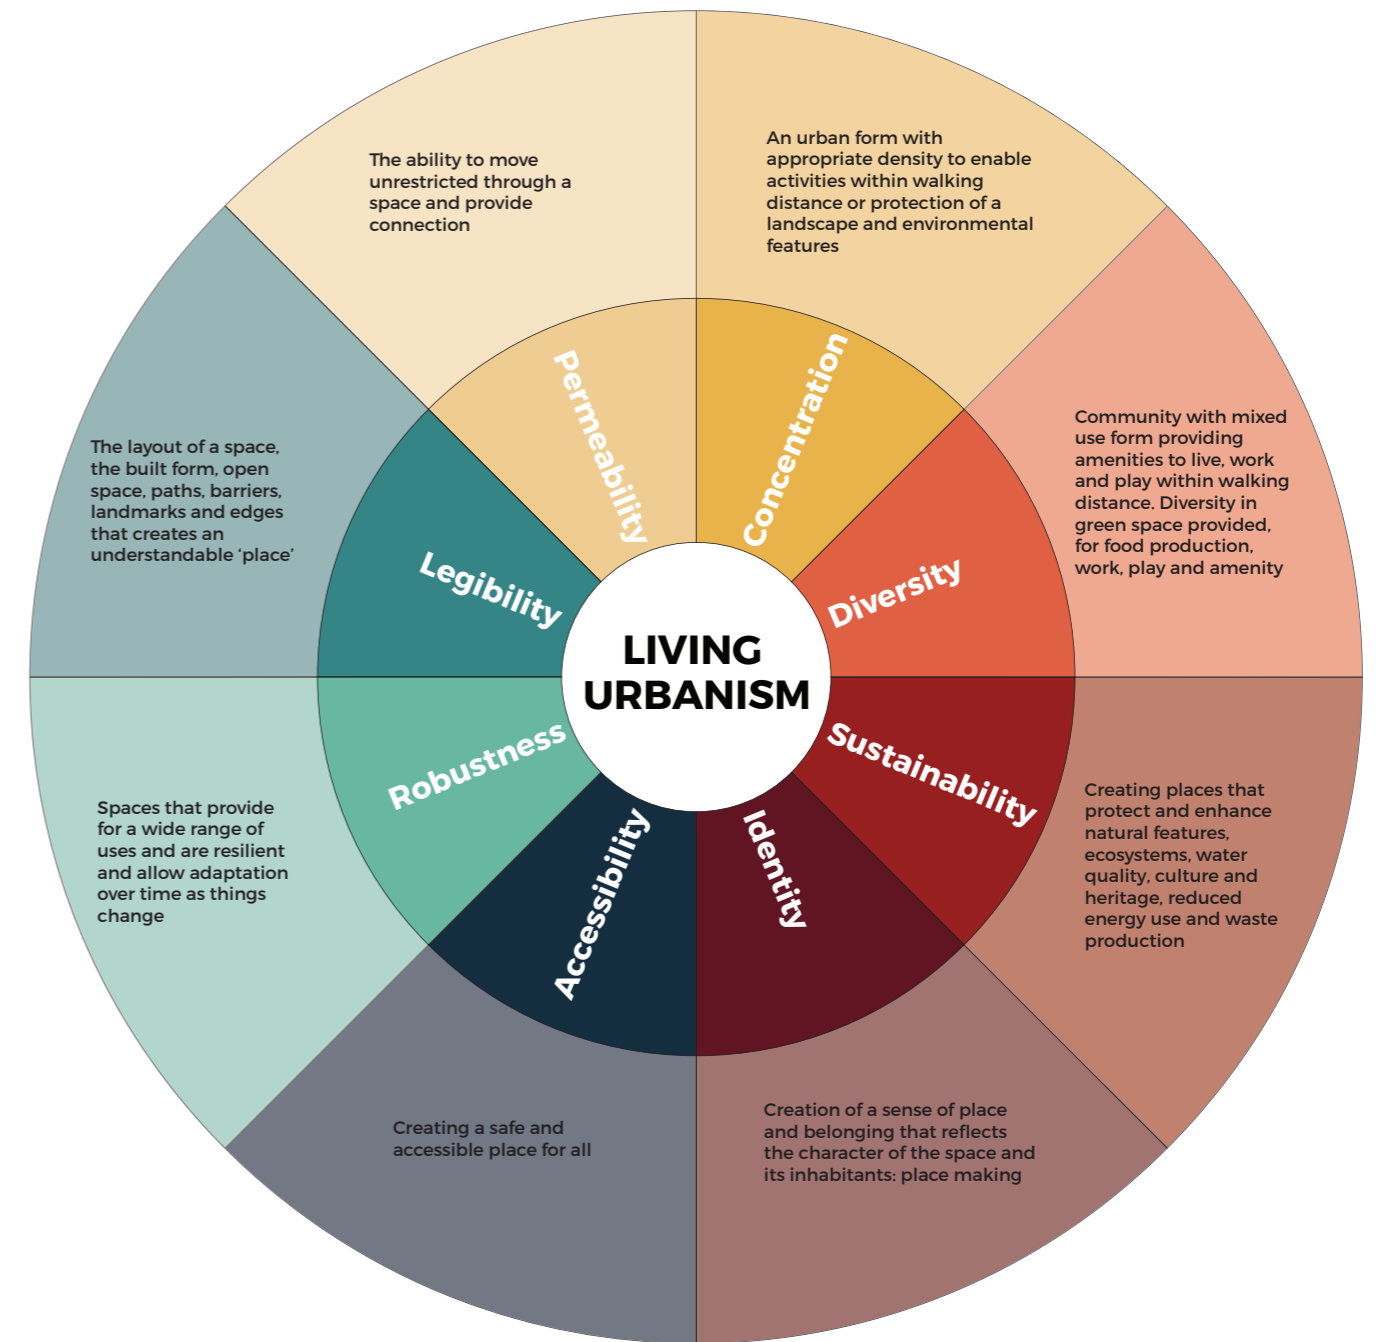 LIVING
URBANISM
Concentration
An urban form with
appropriate density to enable
activities within walking
distance or protection of a
landscape and environmental
features
Diversity
Community with mixed
use form providing
amenities to live, work
and play within walking
distance. Diversity in
green space provided,
for food production,
work, play and amenity
Sustainability
Creating places that
protect and enhance
natural features,
ecosystems, water
quality, culture and
heritage, reduced
energy use and waste
production
Identity
Creation of a sense of place
and belonging that reflects
the character of the space and
its inhabitants: place making
Accessibility
Creating a safe and
accessible place for all
Robustness
Spaces that provide
for a wide range of
uses and are resilient
and allow adaptation
over time as things
change
Legibility
The layout of a space,
the built form, open
space, paths, barriers,
landmarks and edges
that creates an
understandable ‘place’
Permeability
The ability to move
unrestricted through a
space and provide
connection